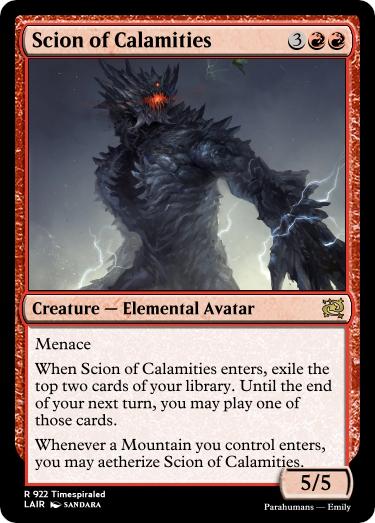 Scion of Calamities 3
Creature — Elemental Avatar
Menace
When Scion of Calamities enters, exile the
top two cards of your library. Until the end
of your next turn, you may play one of
those cards.
Whenever a Mountain you control enters,
you may aetherize Scion of Calamities.
5/5
R 922 Timespiraled
LAIR SANDARA
Parahumans — Emily